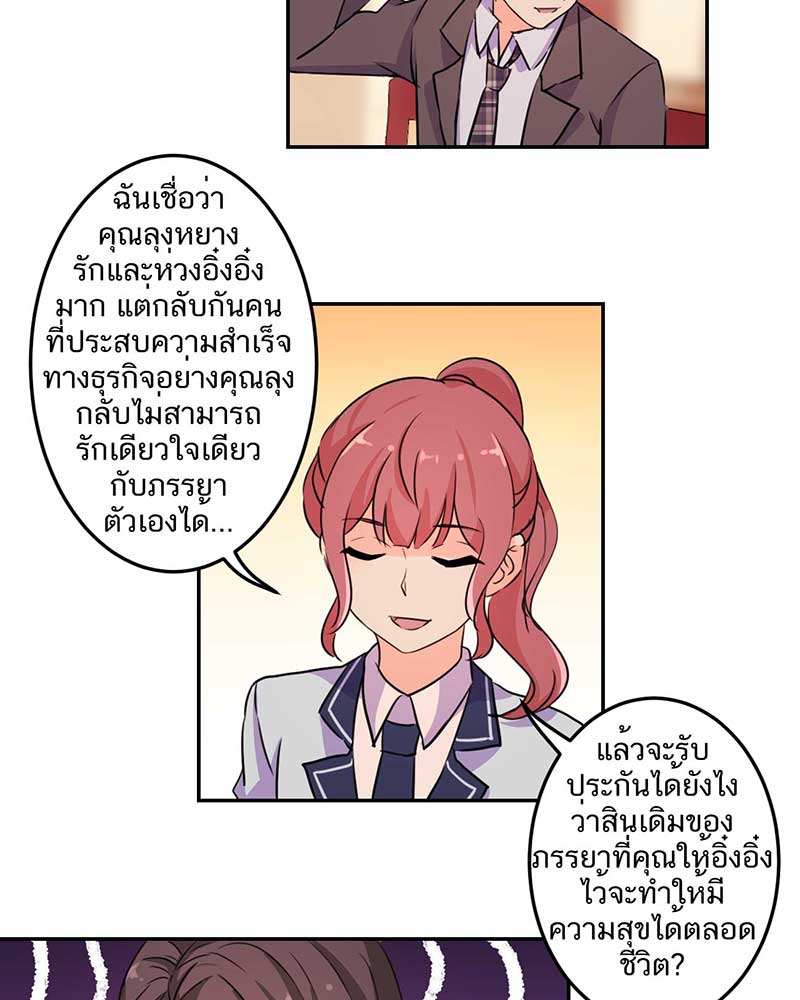 ฉันเชื่อว่า
คุณลุงหยาง
รักและห่วงอิ๋งอิ๋ง
มาก แต่กลับกันคน
ที่ประสบความสำเร็จ
ทางธุรกิจอย่างคุณลุง
กลับไม่สามารถ
รักเดียวใจเดียว
กับภรรยา
ตัวเองได้...
แล้วจะรับ
ประกันได้ยังไง
ว่าสินเดิมของ
ภรรยาที่คุณให้อิ๋งอิ๋ง
ไว้จะทำให้มี
ความสุขได้ตลอด
ชีวิต?